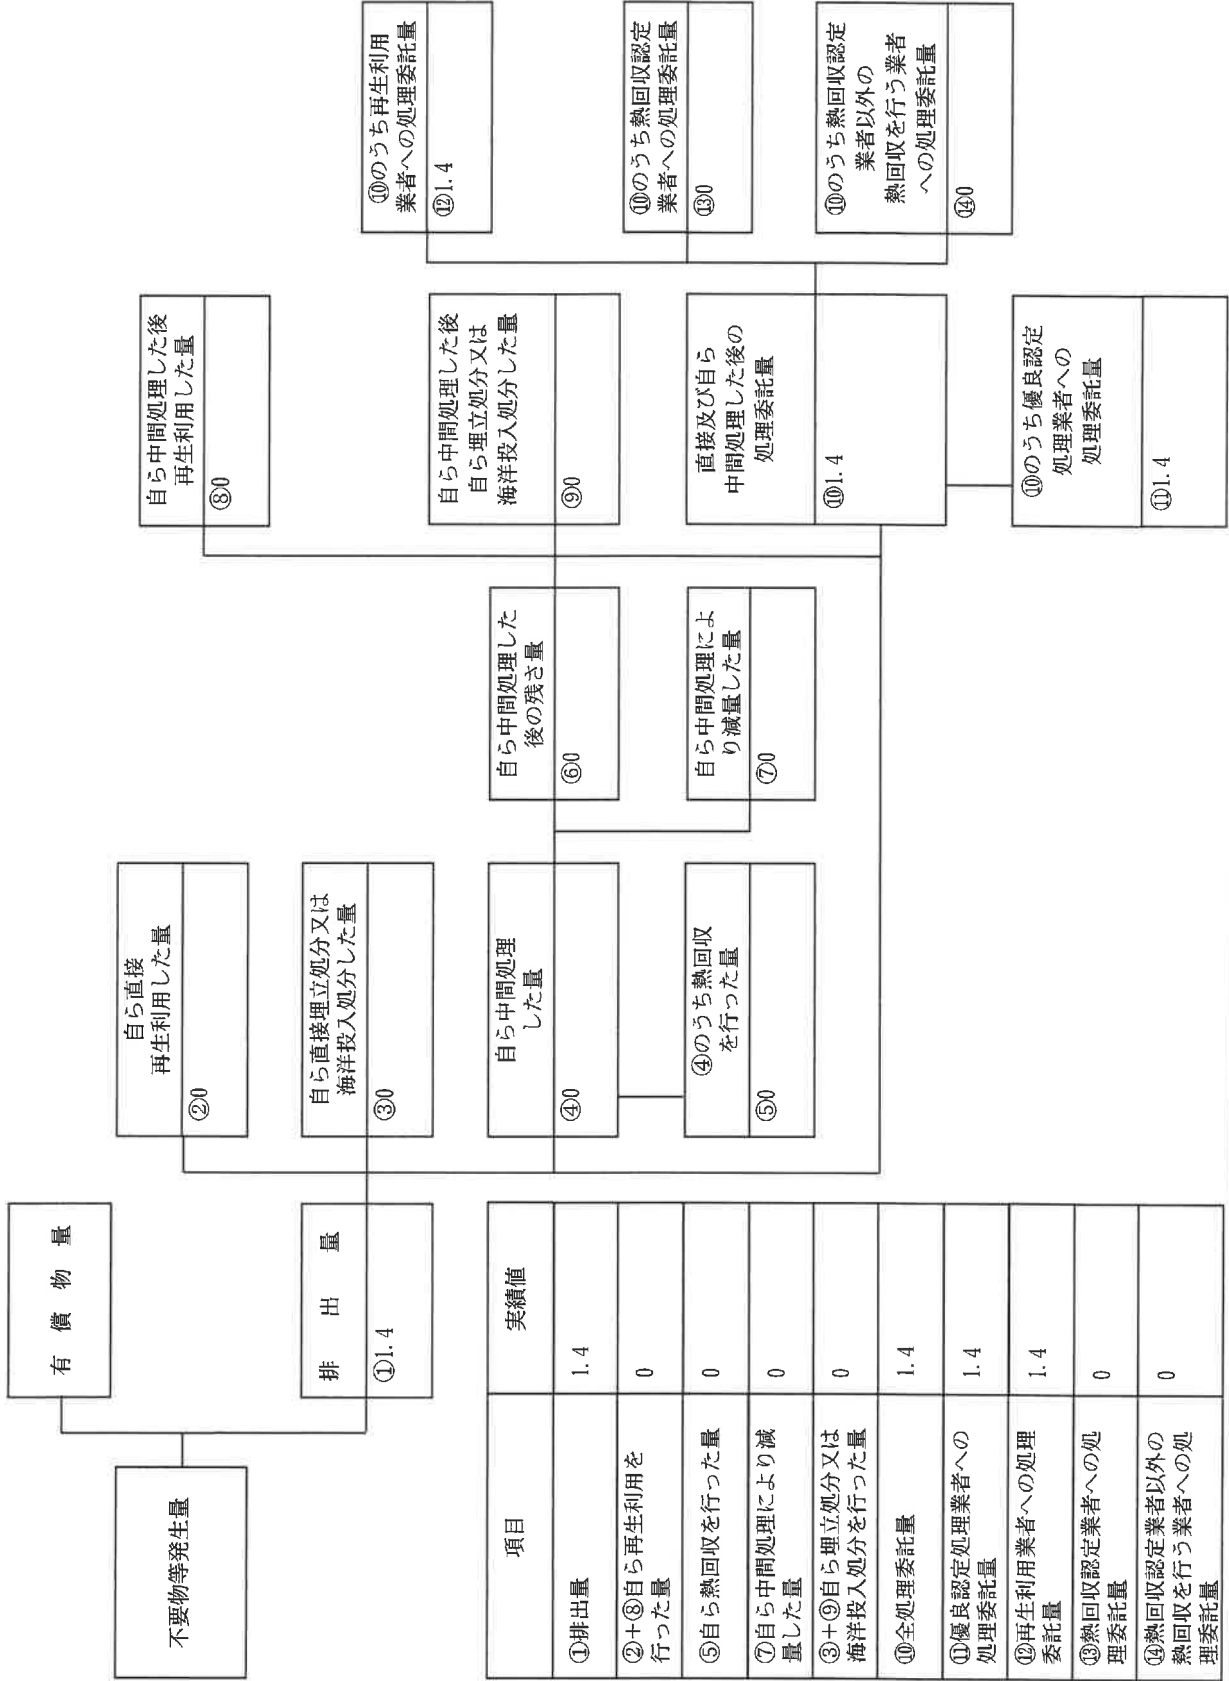 不要物等発生量
有償物量
排出量
①1.4
自ら直接
再生利用した量
②0
自ら直接埋立処分又は
海洋投入処分した量
③0
自ら中間処理
した量
④0
④のうち熱回収
を行った量
⑤0
自ら中間処理した
後の残さ量
⑥0
自ら中間処理によ
り減量した量
⑦0
自ら中間処理した後
再生利用した量
⑧0
自ら中間処理した後
自ら埋立処分又は
海洋投入処分した量
⑨0
直接及び自ら
中間処理した後の
処理委託量
⑩1.4
⑩のうち優良認定
処理業者への
処理委託量
⑪1.4
⑩のうち再生利用
業者への処理委託量
⑫1.4
⑩のうち熱回収認定
業者への処理委託量
⑬0
⑩のうち熱回収認定
業者以外の
熱回収を行う業者
への処理委託量
⑭0
項目 実績値
①排出量 1.4
②+⑧自ら再生利用を
行った量 0
⑤自ら熱回収を行った量 0
⑦自ら中間処理により減
量した量 0
③+⑨自ら埋立処分又は
海洋投入処分を行った量 0
⑩全処理委託量 1.4
⑪優良認定処理業者への
処理委託量 1.4
⑫再生利用業者への処理
委託量 1.4
⑬熱回収認定業者への処
理委託量 0
⑭熱回収認定業者以外の
熱回収を行う業者への処
理委託量 0